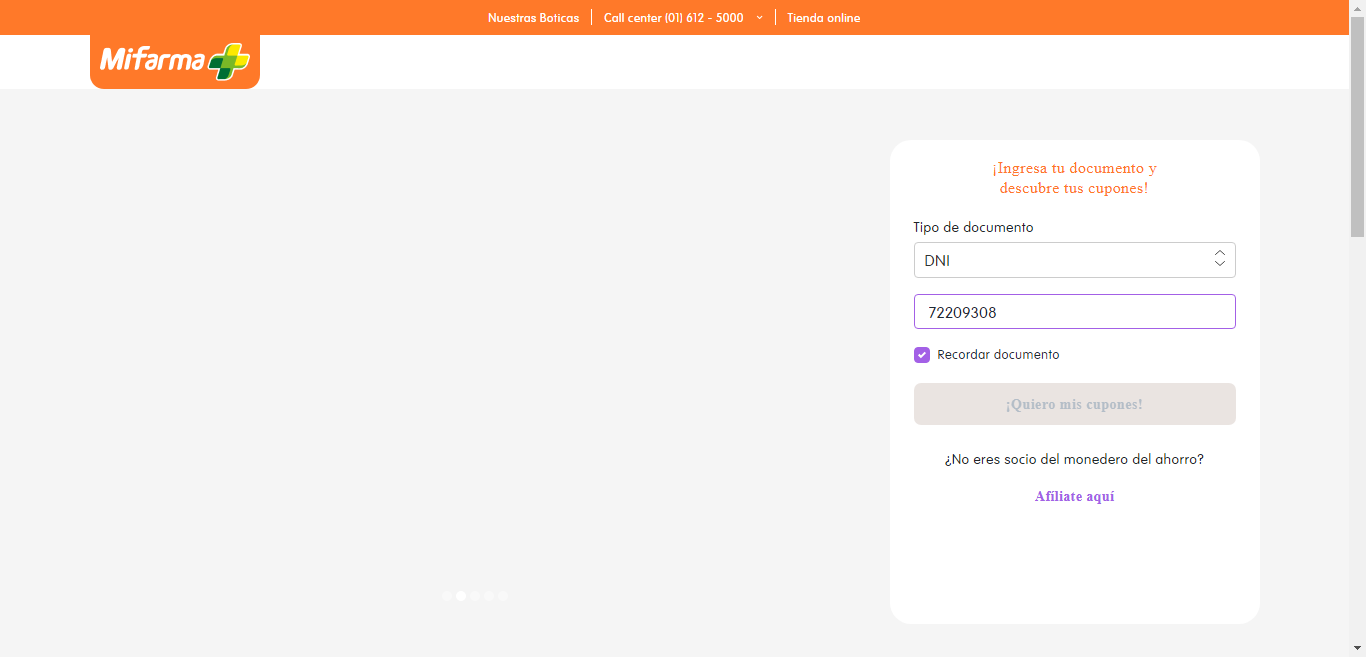 Nuestras Boticas
Call center (01) 612 - 5000
Tienda online
Mifarma
¡Ingresa tu documento y
descubre tus cupones!
Tipo de documento
DNI
72209308
Recordar documento
¡Quiero mis cupones!
¿No eres socio del monedero del ahorro?
Afíliate aquí